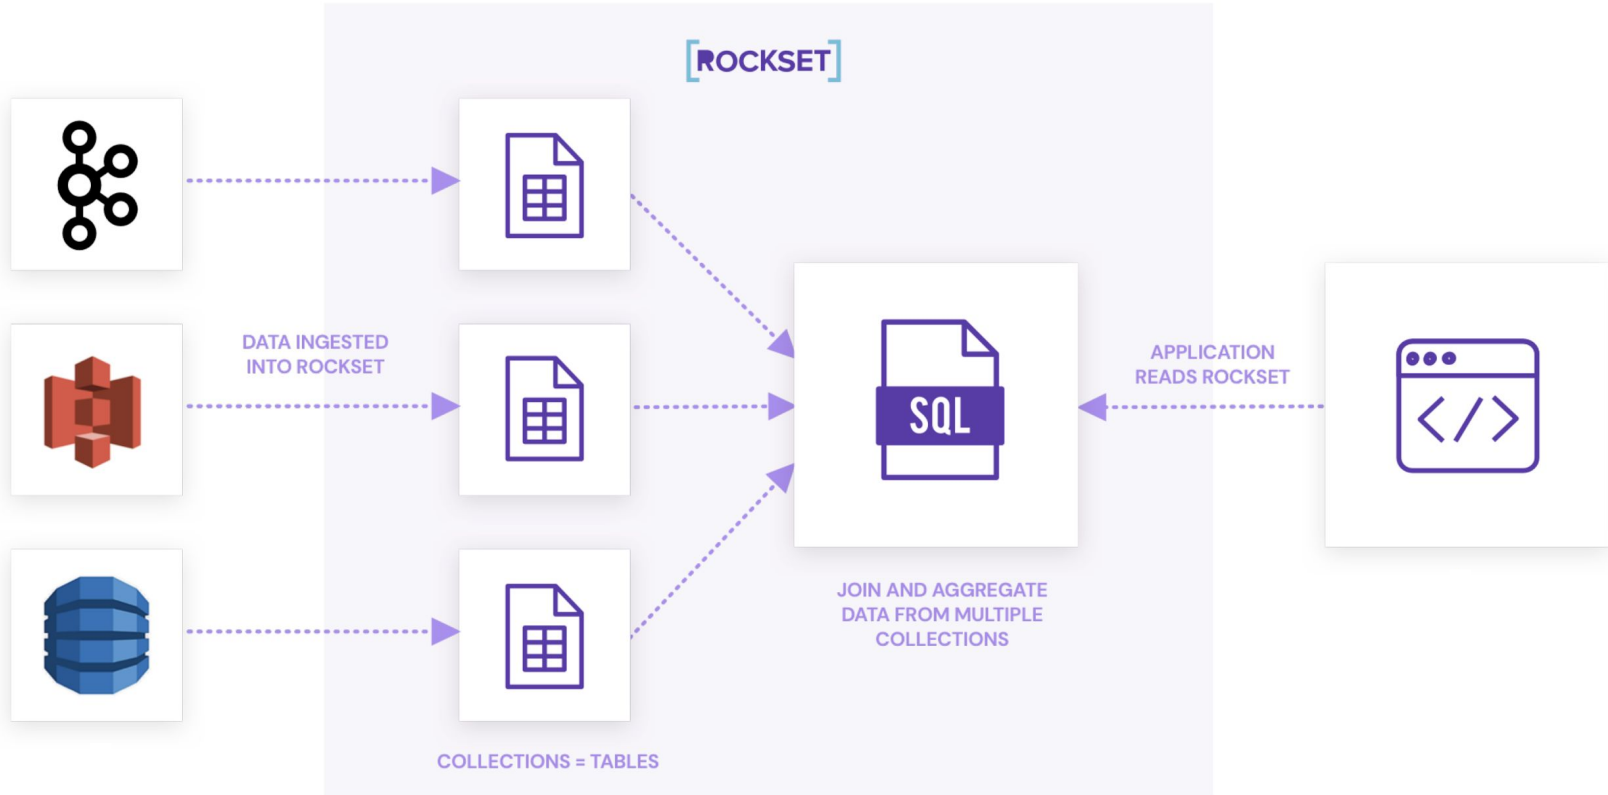 [ROCKSET]
DATA INGESTED
INTO ROCKSET
SQL
APPLICATION
READS ROCKSET
</>
JOIN AND AGGREGATE
DATA FROM MULTIPLE
COLLECTIONS
COLLECTIONS = TABLES